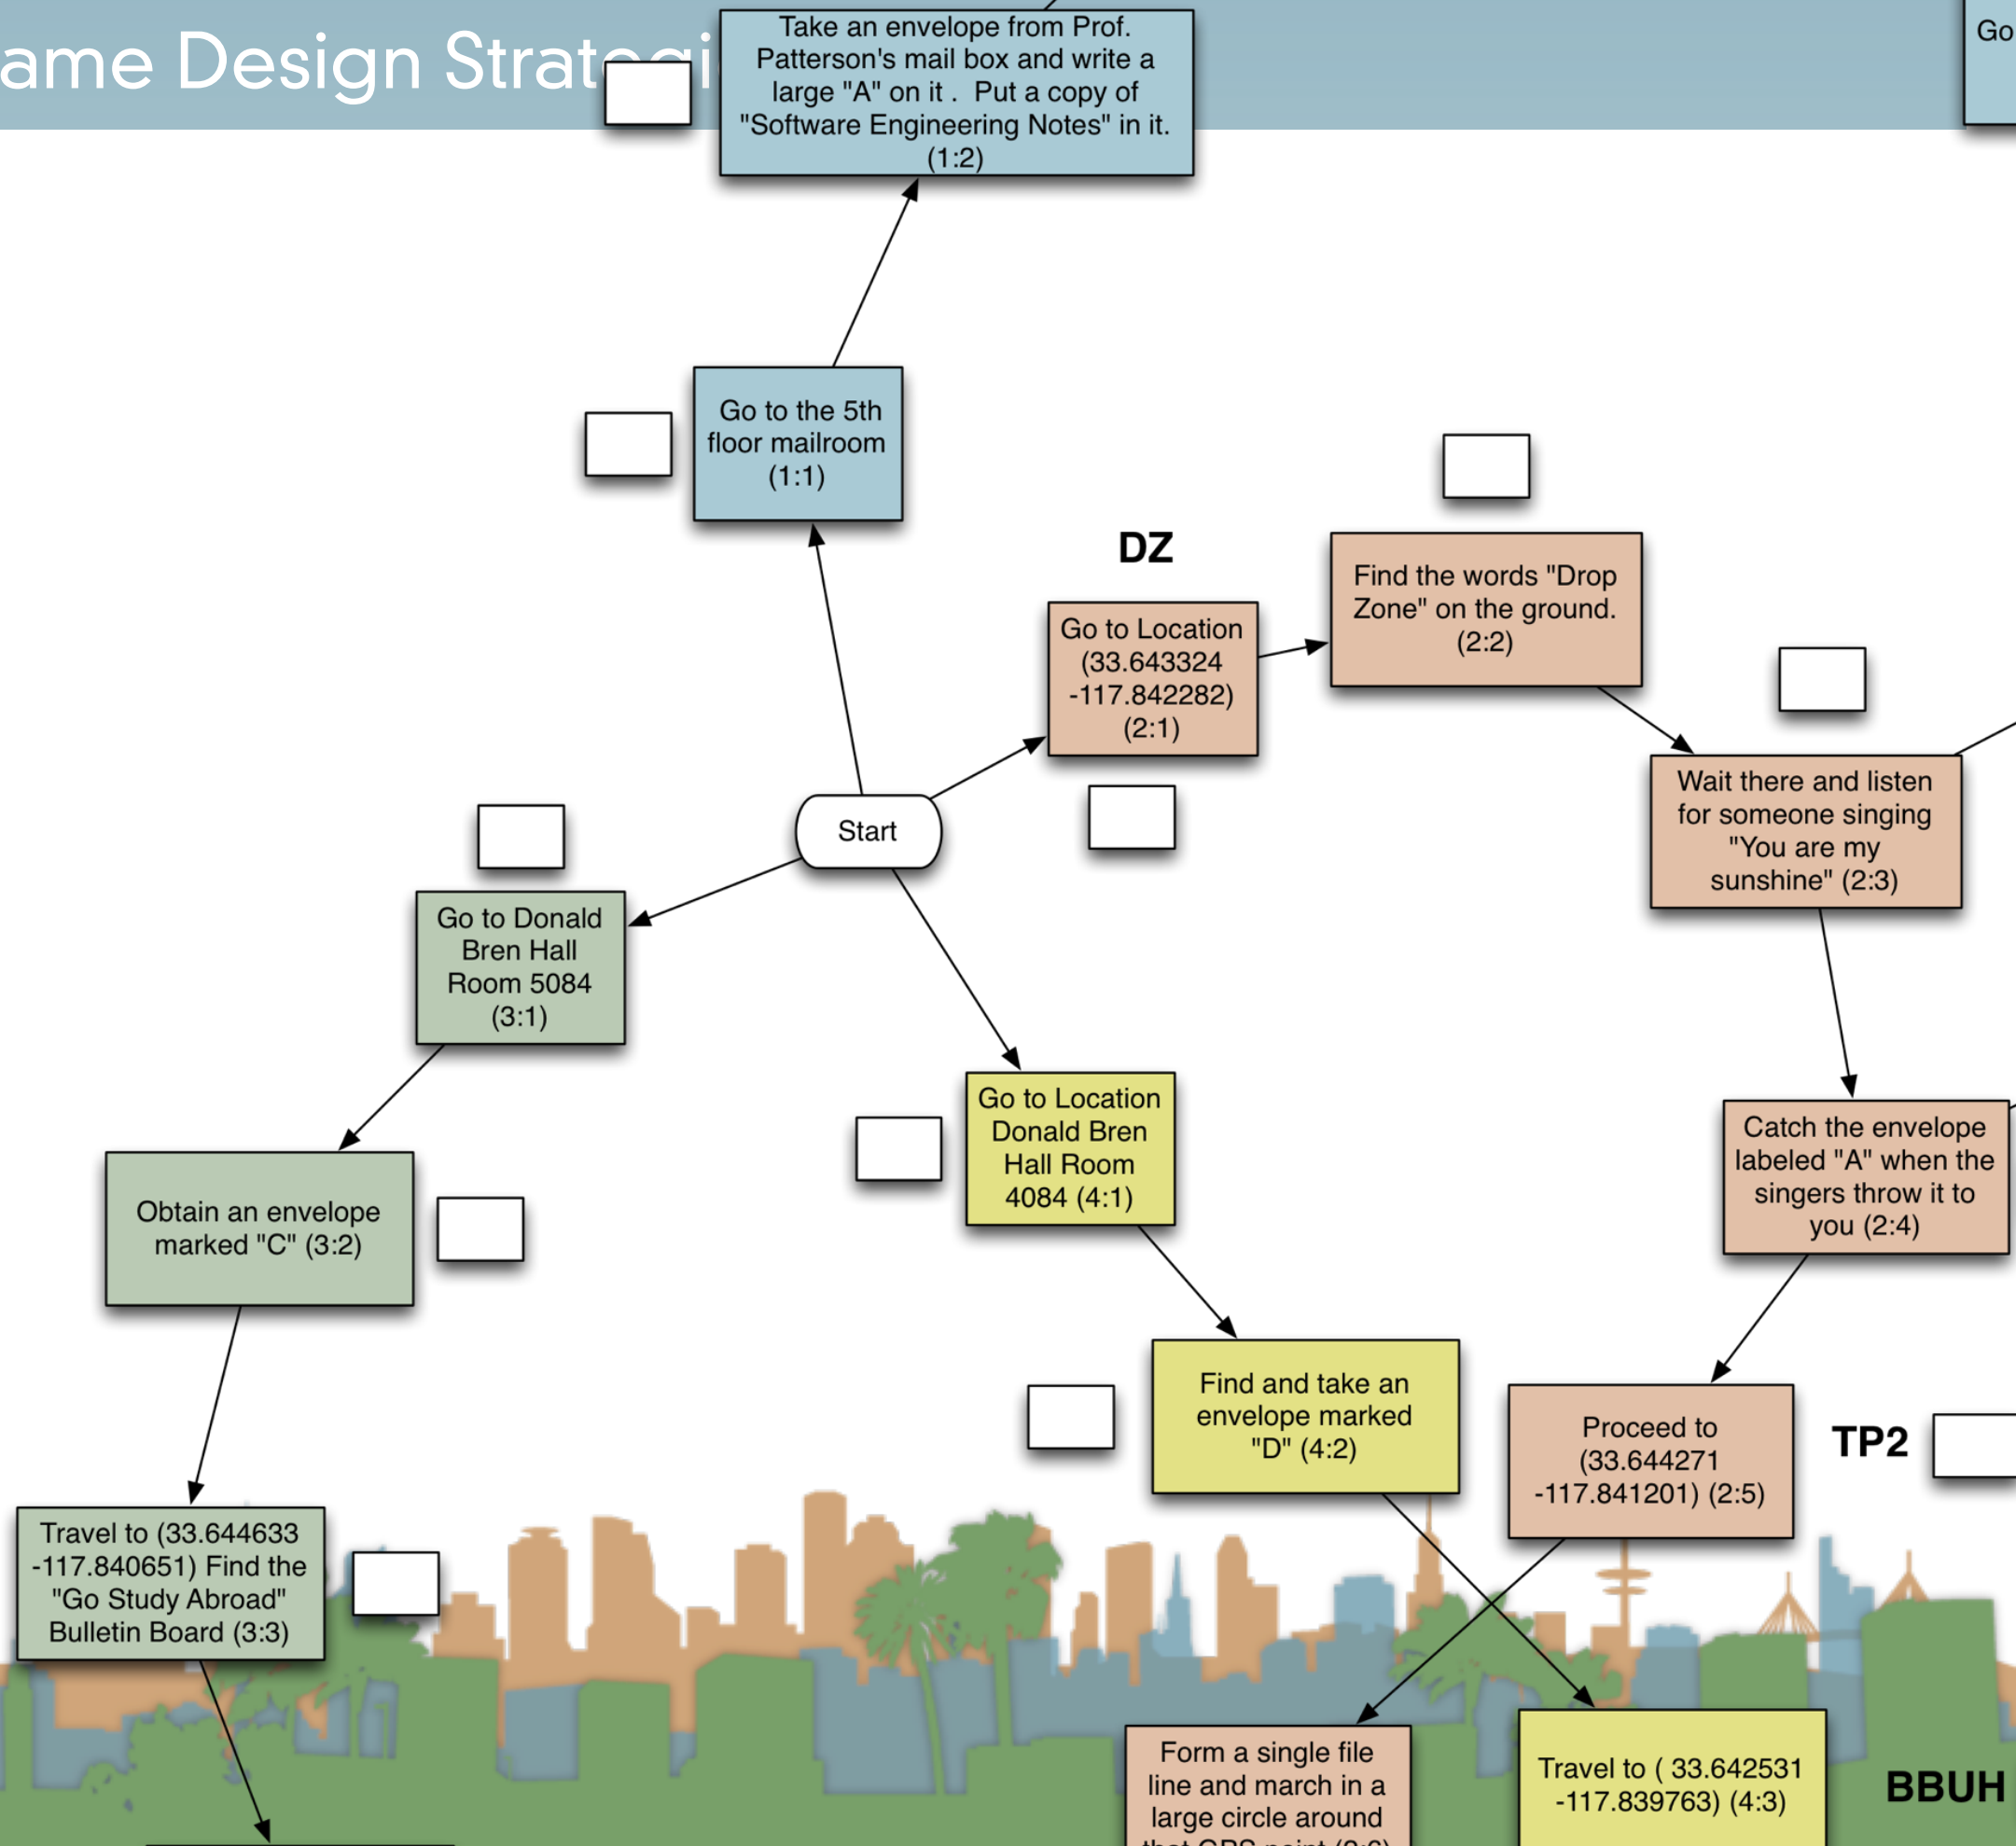 ame Design Strategi
Take an envelope from Prof.
Patterson's mail box and write a
large "A" on it .  Put a copy of
"Software Engineering Notes" in it.
(1:2)
Go
Go to the 5th
floor mailroom
(1:1)
DZ
Go to Location
(33.643324
-117.842282)
(2:1)
Find the words "Drop
Zone" on the ground.
(2:2)
Wait there and listen
for someone singing
"You are my
sunshine" (2:3)
Start
Go to Donald
Bren Hall
Room 5084
(3:1)
Go to Location
Donald Bren
Hall Room
4084 (4:1)
Catch the envelope
labeled "A" when the
singers throw it to
you (2:4)
Obtain an envelope
marked "C" (3:2)
Find and take an
envelope marked
"D" (4:2)
Proceed to
(33.644271
-117.841201) (2:5)
TP2
Travel to (33.644633
-117.840651) Find the
"Go Study Abroad"
Bulletin Board (3:3)
Form a single file
line and march in a
large circle around
that GPS point (2:6)
Travel to ( 33.642531
-117.839763) (4:3)
BBUH